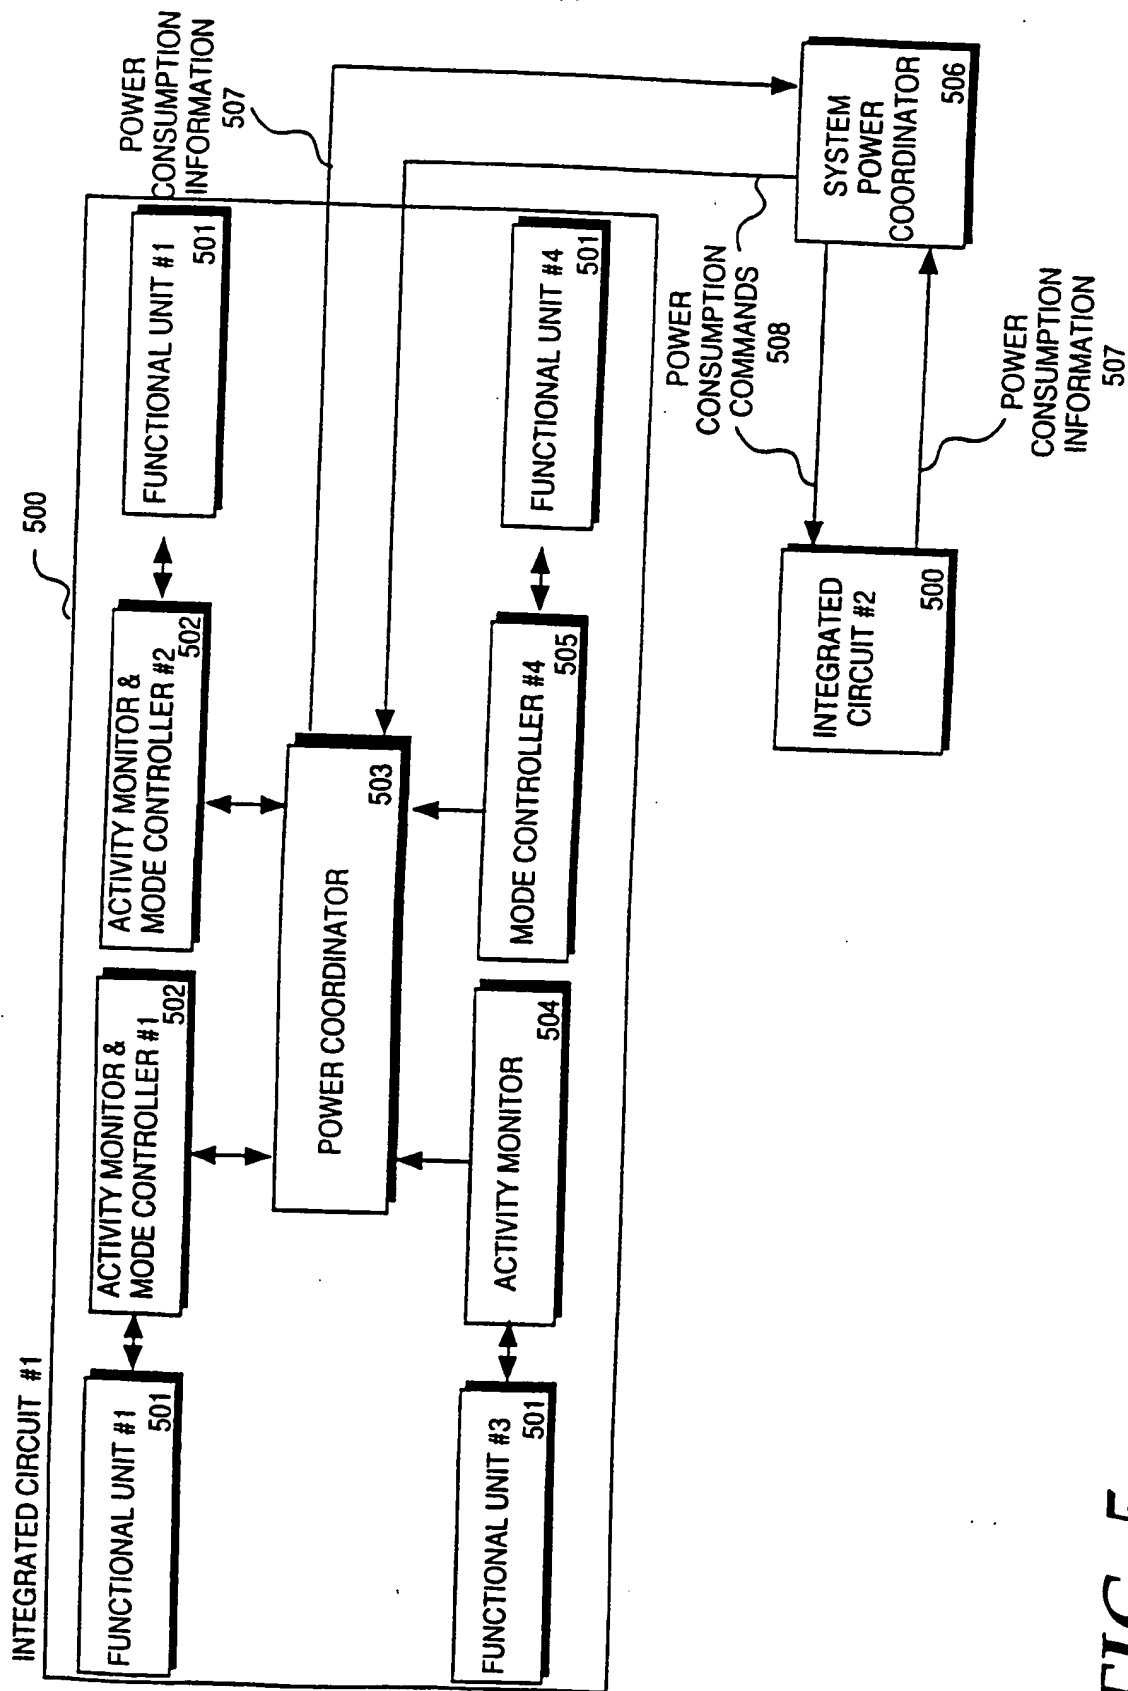 INTEGRATED CIRCUIT #1
500
FUNCTIONAL UNIT #1
501
ACTIVITY MONITOR &
MODE CONTROLLER #1
502
ACTIVITY MONITOR &
MODE CONTROLLER #2
502
FUNCTIONAL UNIT #1
501
POWER
CONSUMPTION
INFORMATION
507
POWER COORDINATOR
503
FUNCTIONAL UNIT #3
501
ACTIVITY MONITOR
504
MODE CONTROLLER #4
505
FUNCTIONAL UNIT #4
501
POWER
CONSUMPTION
COMMANDS
508
INTEGRATED
CIRCUIT #2
500
SYSTEM
POWER
COORDINATOR
506
POWER
CONSUMPTION
INFORMATION
507
FIG. 5